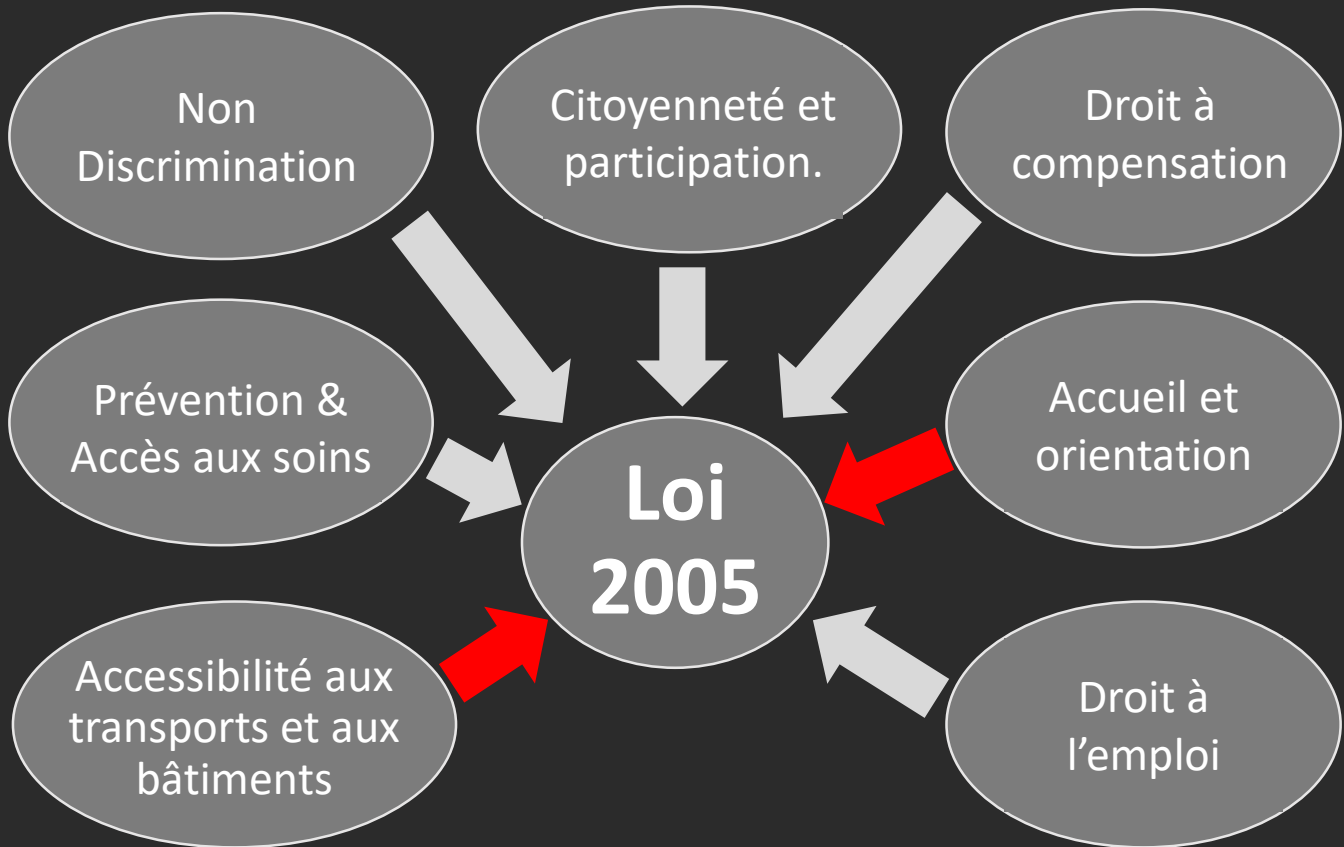 Non
Discrimination
Citoyenneté et
participation.
Droit à
compensation
Prévention &
Accès aux soins
Loi
2005
Accueil et
orientation
Accessibilité aux
transports et aux
bâtiments
Droit à
l’emploi